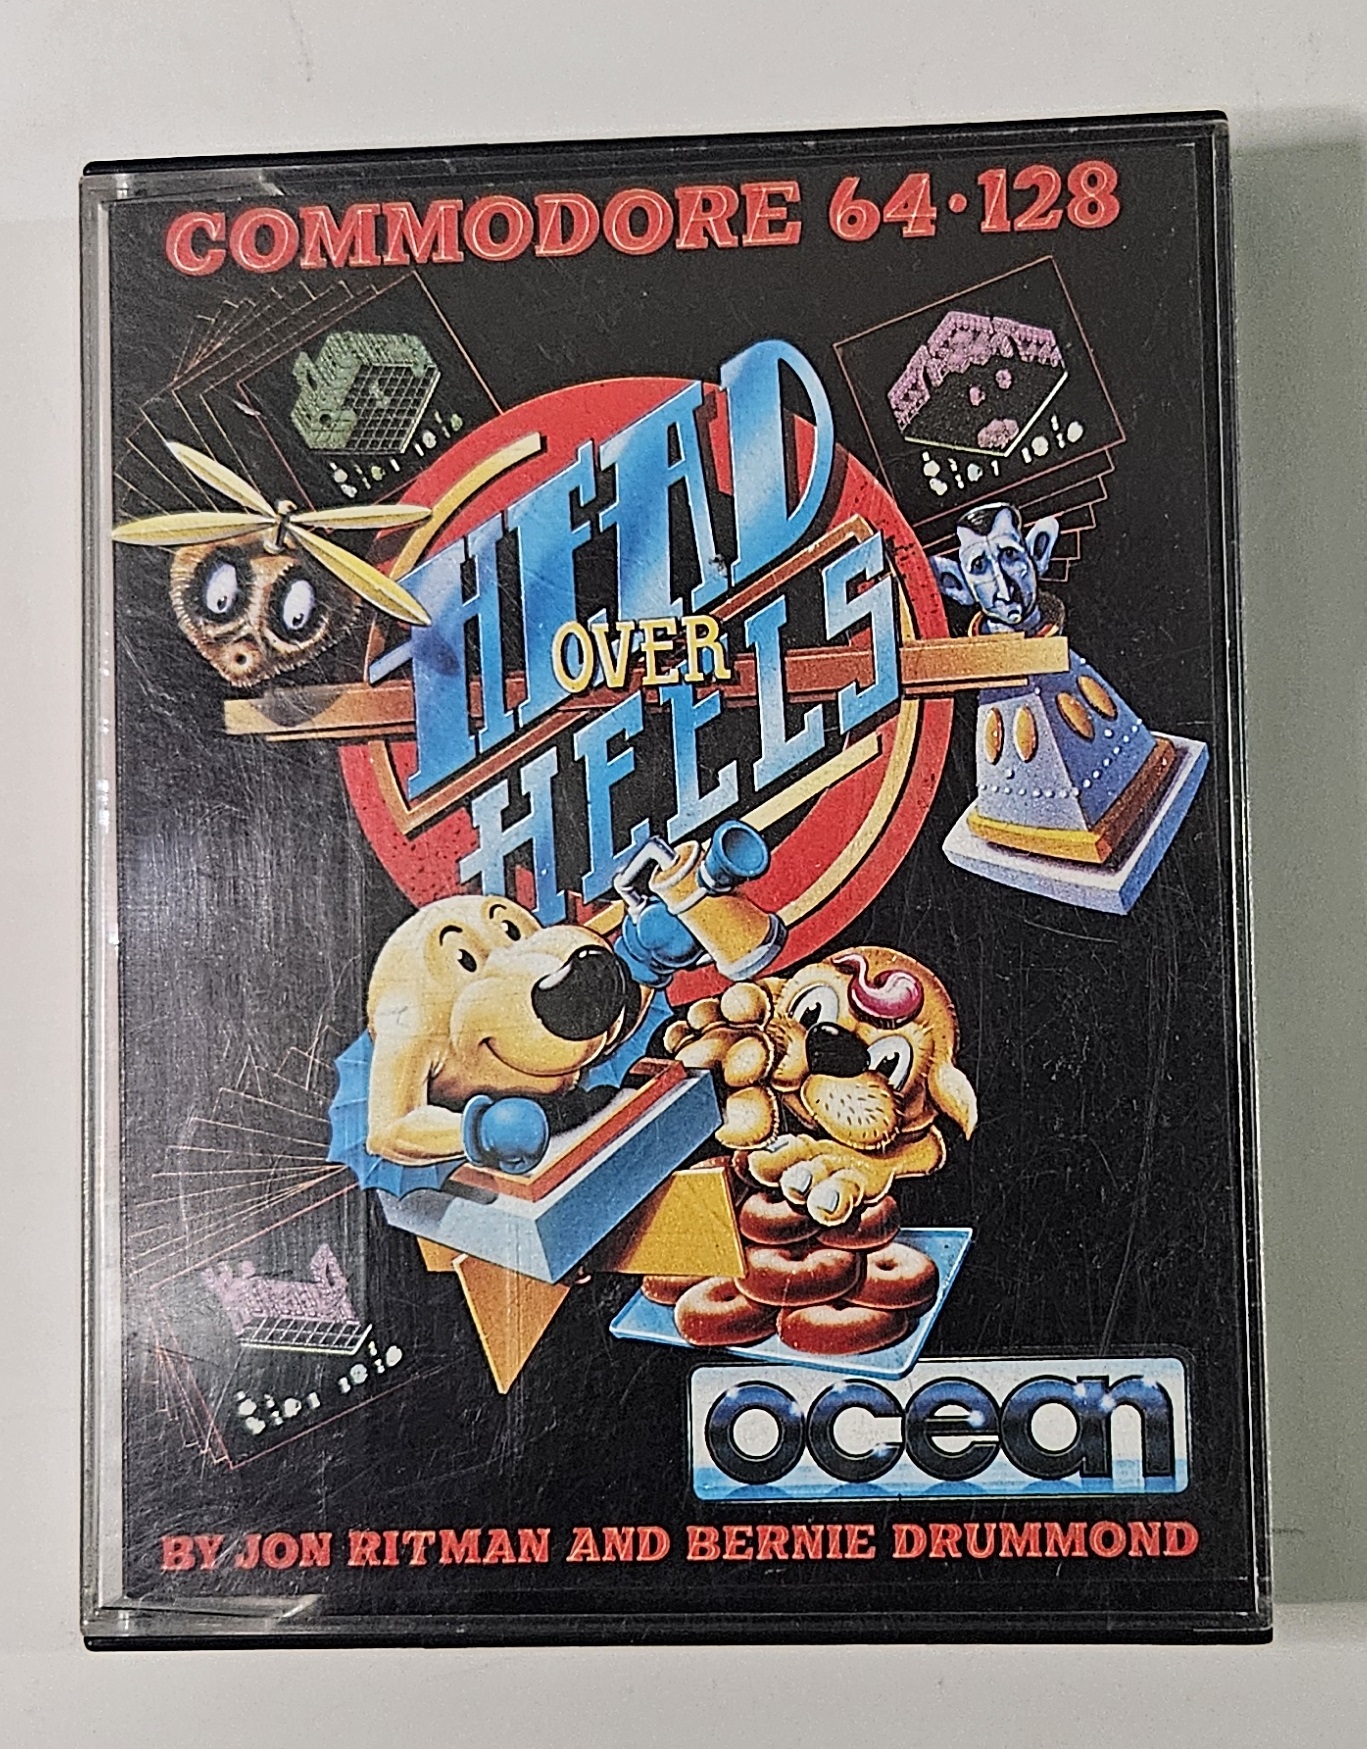 COMMODORE 64·128
HEAD
OVER
HEELS
ocean
BY JON RITMAN AND BERNIE DRUMMOND